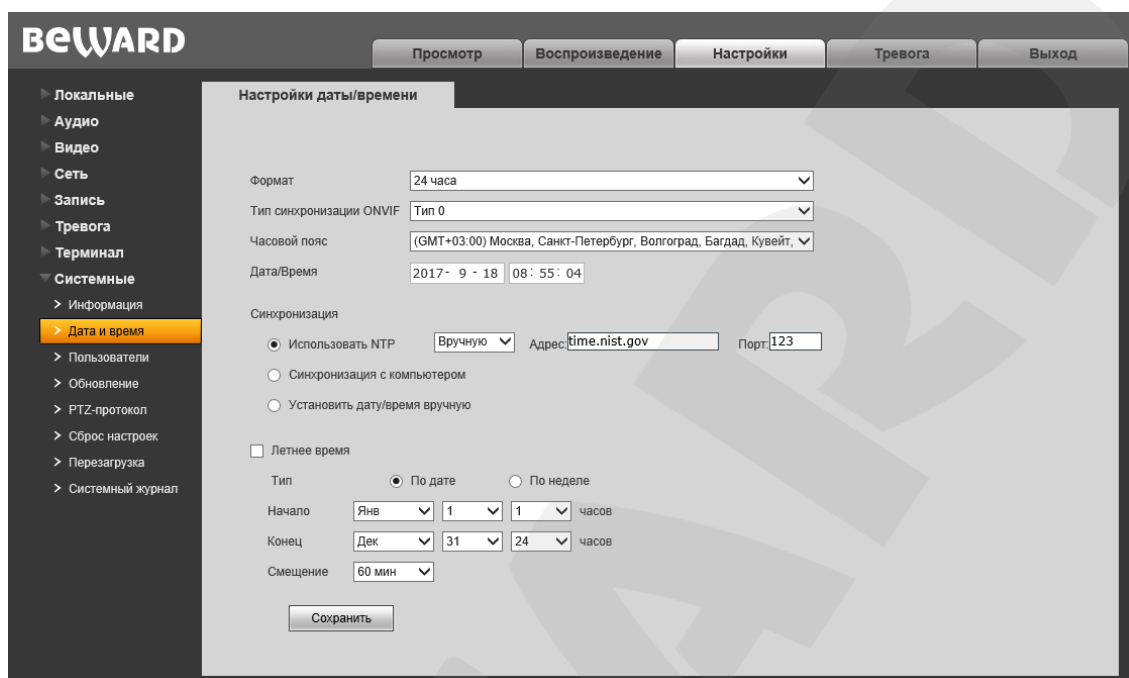 BEWARD
Просмотр Воспроизведение Настройки Тревога Выход
Локальные
Аудио
Видео
Сеть
Запись
Тревога
Терминал
Системные
Информация
Дата и время
Пользователи
Обновление
PTZ-протокол
Сброс настроек
Перезагрузка
Системный журнал
Настройки даты/времени
Формат 24 часа
Тип синхронизации ONVIF Тип 0
Часовой пояс (GMT+03:00) Москва, Санкт-Петербург, Волгоград, Багдад, Кувейт,
Дата/Время 2017- 9 - 18 08: 55: 04
Синхронизация
Использовать NTP Вручную Адрес:time.nist.gov Порт:123
Синхронизация с компьютером
Установить дату/время вручную
Летнее время
Тип По дате По неделе
Начало Янв 1 1 часов
Конец Дек 31 24 часов
Смещение 60 мин
Сохранить